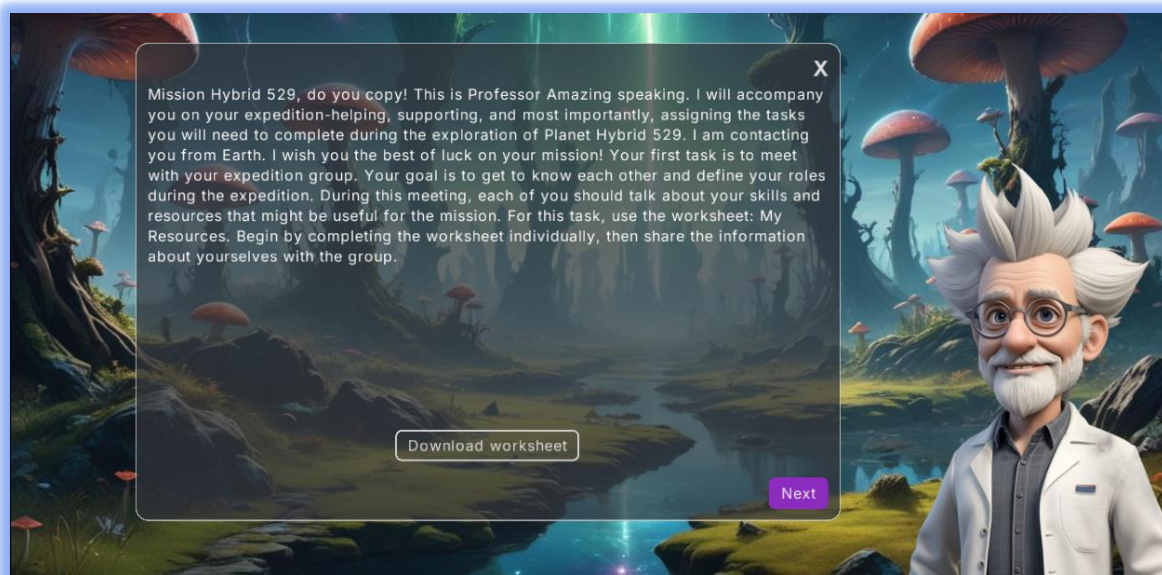 X
Mission Hybrid 529, do you copy! This is Professor Amazing speaking. I will accompany
you on your expedition-helping, supporting, and most importantly, assigning the tasks
you will need to complete during the exploration of Planet Hybrid 529. I am contacting
you from Earth. I wish you the best of luck on your mission! Your first task is to meet
with your expedition group. Your goal is to get to know each other and define your roles
during the expedition. During this meeting, each of you should talk about your skills and
resources that might be useful for the mission. For this task, use the worksheet: My
Resources. Begin by completing the worksheet individually, then share the information
about yourselves with the group.
Download worksheet
Next